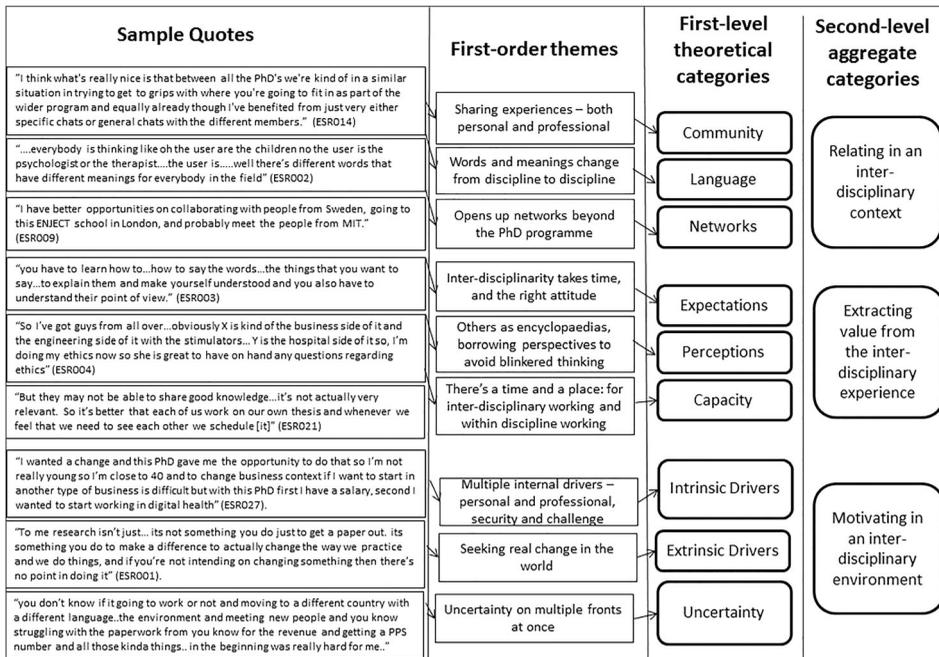 Sample Quotes
First-order themes
First-level
theoretical
categories
Second-level
aggregate
categories
"I think what's really nice is that between all the PhD's we're kind of in a similar
situation in trying to get to grips with where you're going to fit in as part of the
wider program and equally already though I've benefited from just very either
specific chats or general chats with the different members." (ESR014)
"....everybody is thinking like oh the user are the children no the user is the
psychologist or the therapist....the user is.....well there's different words that
have different meanings for everybody in the field" (ESR002)
"I have better opportunities on collaborating with people from Sweden, going to
this ENJECT school in London, and probably meet the people from MIT."
(ESR009)
"you have to learn how to...how to say the words...the things that you want to
say...to explain them and make yourself understood and you also have to
understand their point of view." (ESR003)
"So I've got guys from all over...obviously X is kind of the business side of it and
the engineering side of it with the stimulators... Y is the hospital side of it so, I'm
doing my ethics now so she is great to have on hand any questions regarding
ethics" (ESR004)
"But they may not be able to share good knowledge...it's not actually very
relevant. So it's better that each of us work on our own thesis and whenever we
feel that we need to see each other we schedule [it]" (ESR021)
"I wanted a change and this PhD gave me the opportunity to do that so I'm not
really young so I'm close to 40 and to change business context if I want to start in
another type of business is difficult but with this PhD first I have a salary, second I
wanted to start working in digital health" (ESR027).
"To me research isn't just... its not something you do just to get a paper out. its
something you do to make a difference to actually change the way we practice
and we do things, and if you're not intending on changing something then there's
no point in doing it" (ESR001).
"you don't know if it going to work or not and moving to a different country with
a different language..the environment and meeting new people and you know
struggling with the paperwork from you know for the revenue and getting a PPS
number and all those kinda things.. in the beginning was really hard for me.."
Sharing experiences – both
personal and professional
Words and meanings change
from discipline to discipline
Opens up networks beyond
the PhD programme
Inter-disciplinarity takes time,
and the right attitude
Others as encyclopaedias,
borrowing perspectives to
avoid blinkered thinking
There's a time and a place: for
inter-disciplinary working and
within discipline working
Multiple internal drivers –
personal and professional,
security and challenge
Seeking real change in the
world
Uncertainty on multiple fronts
at once
Community
Language
Networks
Expectations
Perceptions
Capacity
Intrinsic Drivers
Extrinsic Drivers
Uncertainty
Relating in an
inter-
disciplinary
context
Extracting
value from
the inter-
disciplinary
experience
Motivating in
an inter-
disciplinary
environment